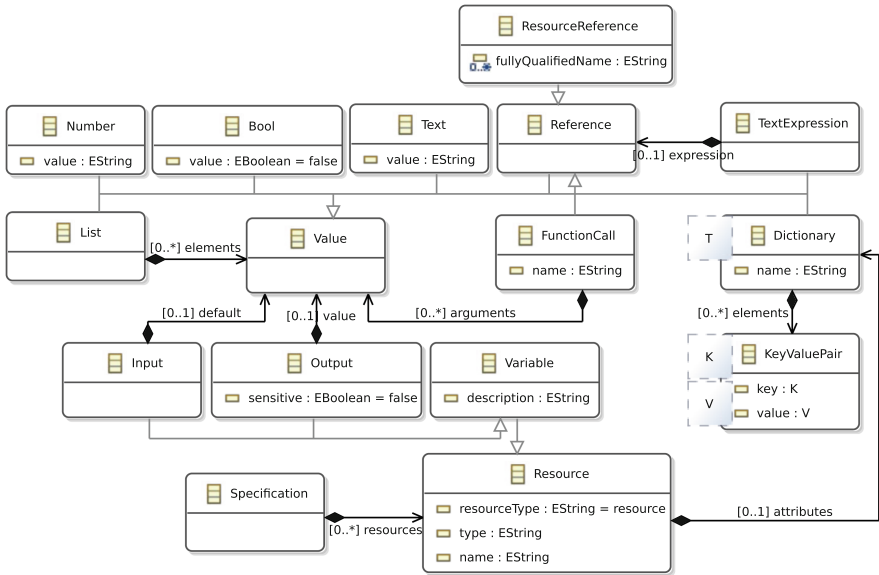 ResourceReference
0..*
fullyQualifiedName : EString
Number
value : EString
Bool
value : EBoolean = false
Text
value : EString
Reference
[0..1] expression
TextExpression
List
[0..*] elements
Value
FunctionCall
name : EString
T
Dictionary
name : EString
[0..1] default
[0..1] value
[0..*] arguments
[0..*] elements
Input
Output
sensitive : EBoolean = false
Variable
description : EString
K
V
KeyValuePair
key : K
value : V
Specification
[0..*] resources
Resource
resourceType : EString = resource
type : EString
name : EString
[0..1] attributes